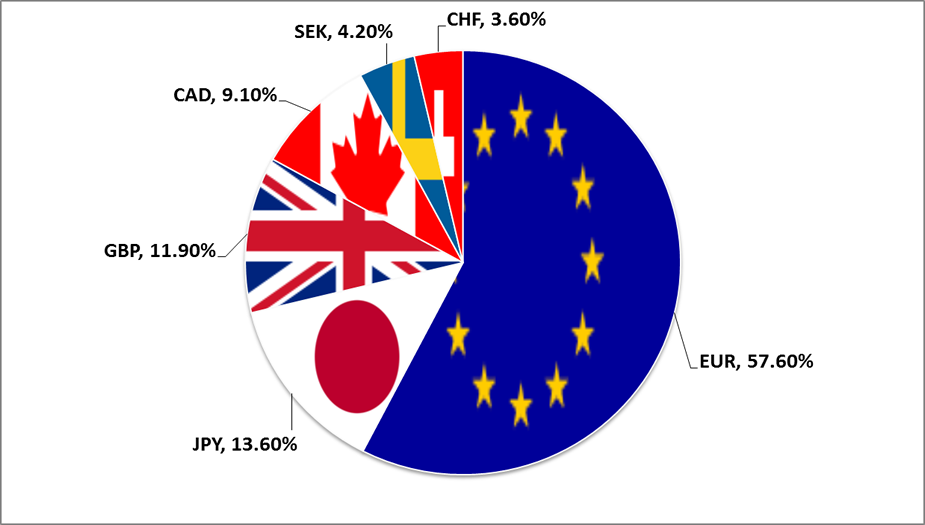 CHF, 3.60%
SEK, 4.20%
CAD, 9.10%
GBP, 11.90%
EUR, 57.60%
JPY, 13.60%